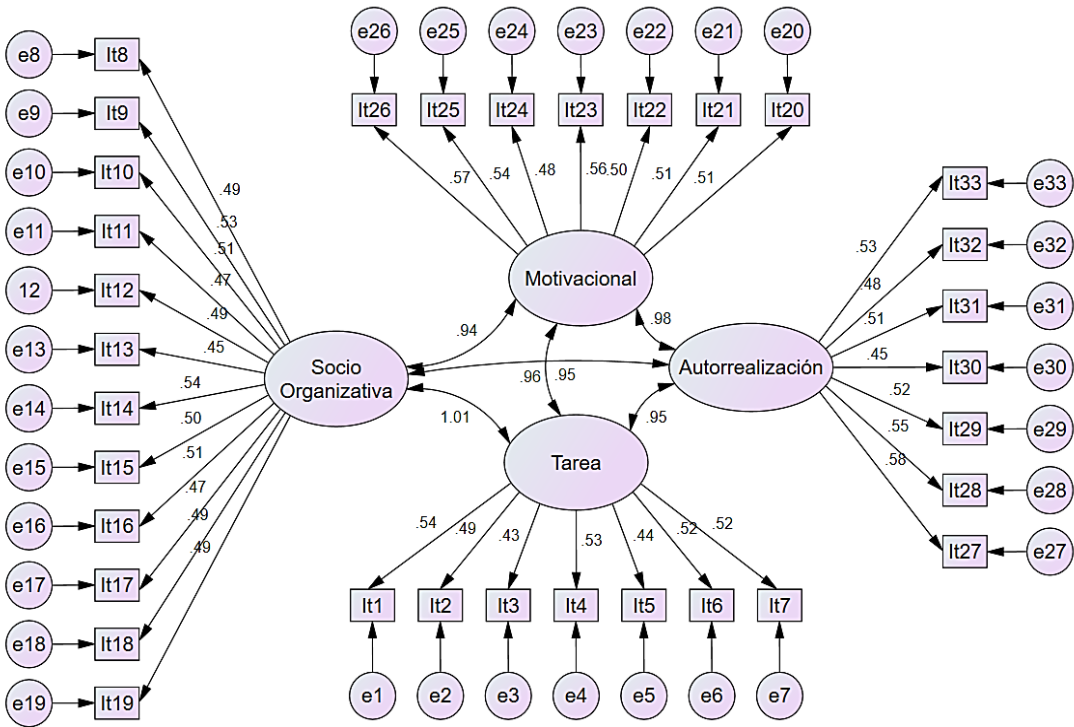 e26 e25 e24 e23 e22 e21 e20
It26 It25 It24 It23 It22 It21 It20
.57 .54 .48 .56 .50 .51 .51
e8 It8
e9 It9
e10 It10
e11 It11
12 It12
e13 It13
e14 It14
e15 It15
e16 It16
e17 It17
e18 It18
e19 It19
.49
.53
.51
.47
.49
.45
.54
.50
.51
.47
.49
.49
Motivacional
Socio
Organizativa
Autorrealización
Tarea
.94
.98
.96 .95
1.01
.95
.53
.48
.51
.45
.52
.55
.58
It33 e33
It32 e32
It31 e31
It30 e30
It29 e29
It28 e28
It27 e27
.54 .49 .43 .53 .44 .52 .52
It1 It2 It3 It4 It5 It6 It7
e1 e2 e3 e4 e5 e6 e7